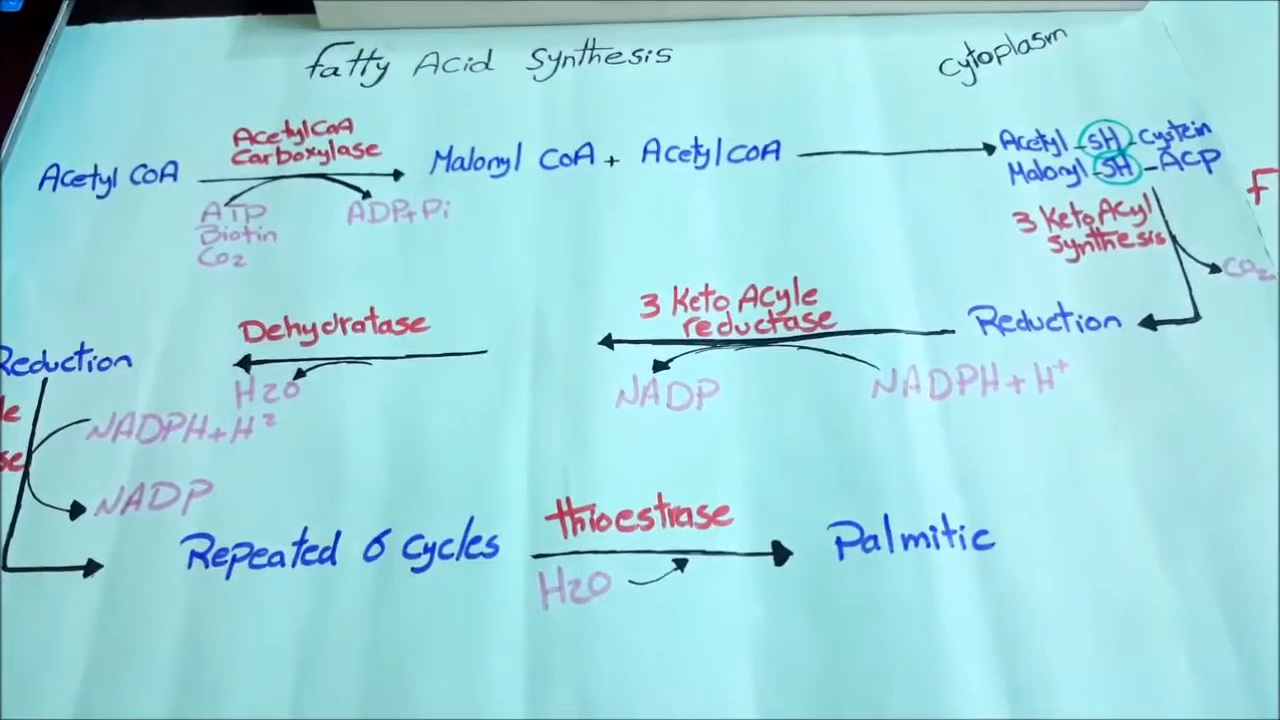 Fatty Acid Synthesis
Cytoplasm
Acetyl CoA
Acetyl CoA
Carboxylase
ATP
Biotin
CO2
ADP+Pi
Malonyl CoA + Acetyl CoA
Acetyl-SH-Cystein
Malonyl-SH-ACP
3 Keto Acyl
synthesis
CO2
Reduction
3 Keto Acyle
reductase
NADPH + H+
NADP
Dehydratase
H2O
Reduction
NADPH+H2
NADP
Repeated 6 cycles
thioestrase
H2O
Palmitic